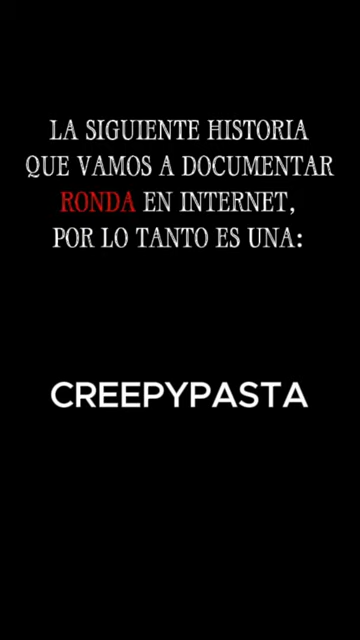 LA SIGUIENTE HISTORIA
QUE VAMOS A DOCUMENTAR
RONDA EN INTERNET,
POR LO TANTO ES UNA:
CREEPYPASTA